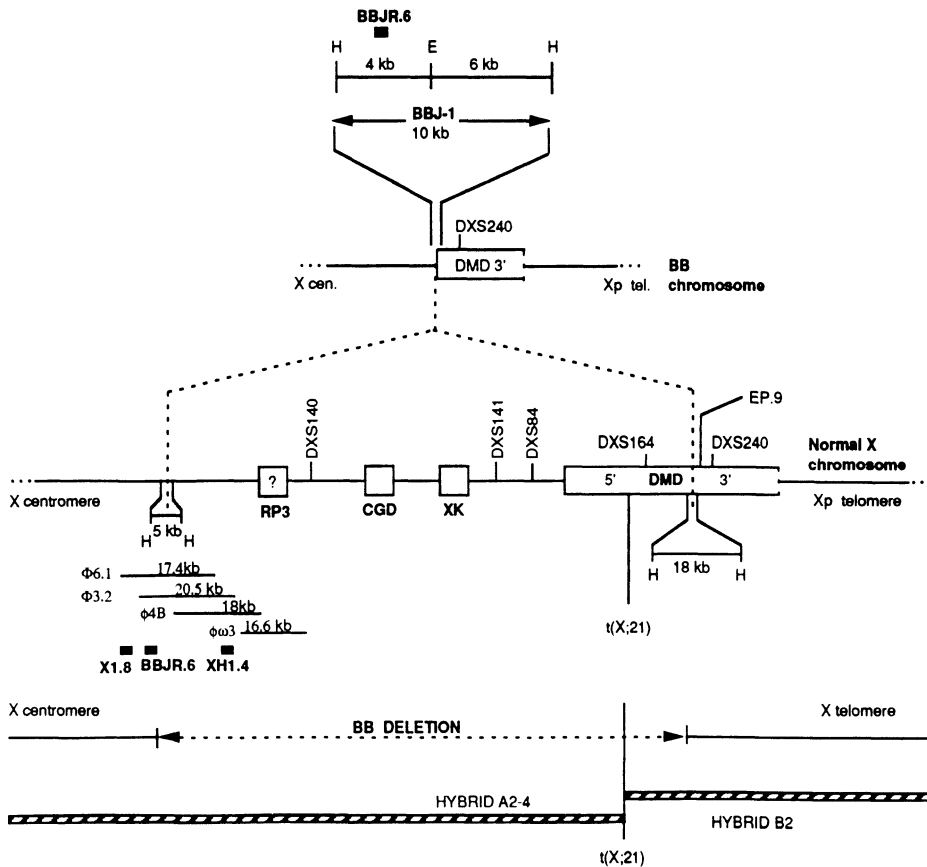 BBJR.6
H E H
4 kb 6 kb
BBJ-1
10 kb
DXS240
DMD 3'
X cen. Xp tel.
BB
chromosome
EP.9
DXS140
DXS141
DXS84
DXS164 DXS240
Normal X
chromosome
? 5' DMD 3'
X centromere RP3 CGD XK Xp telomere
5 kb
H H
18 kb
H H
Φ6.1 17.4kb
Φ3.2 20.5 kb
ϕ4B 18kb
ϕω3 16.6 kb
t(X;21)
X1.8 BBJR.6 XH1.4
X centromere X telomere
BB DELETION
HYBRID A2-4
HYBRID B2
t(X;21)